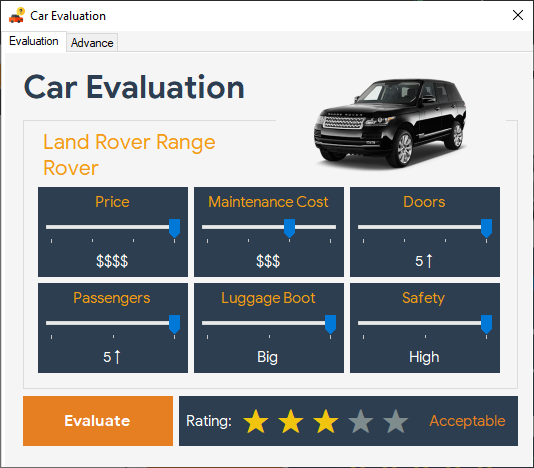 Car Evaluation
Evaluation Advance
Car Evaluation
Land Rover Range
Rover
Price Maintenance Cost Doors
$$$$ $$$ 5↑
Passengers Luggage Boot Safety
5↑ Big High
Evaluate Rating: Acceptable